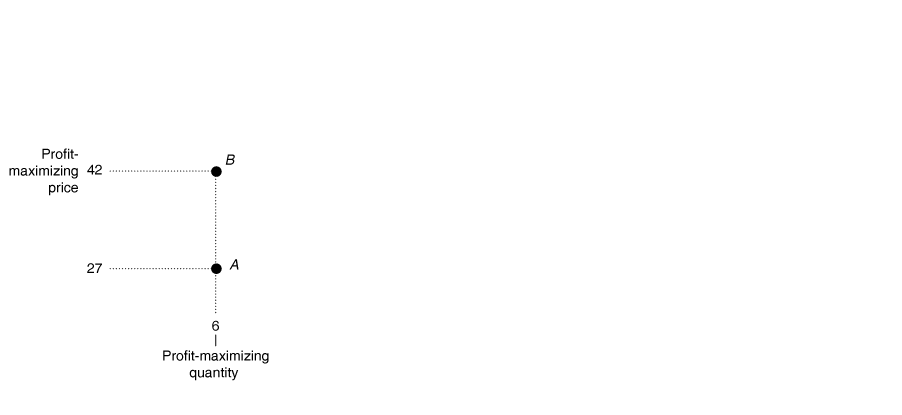 B
Profit-
maximizing 42
price
27
A
6
Profit-maximizing
quantity